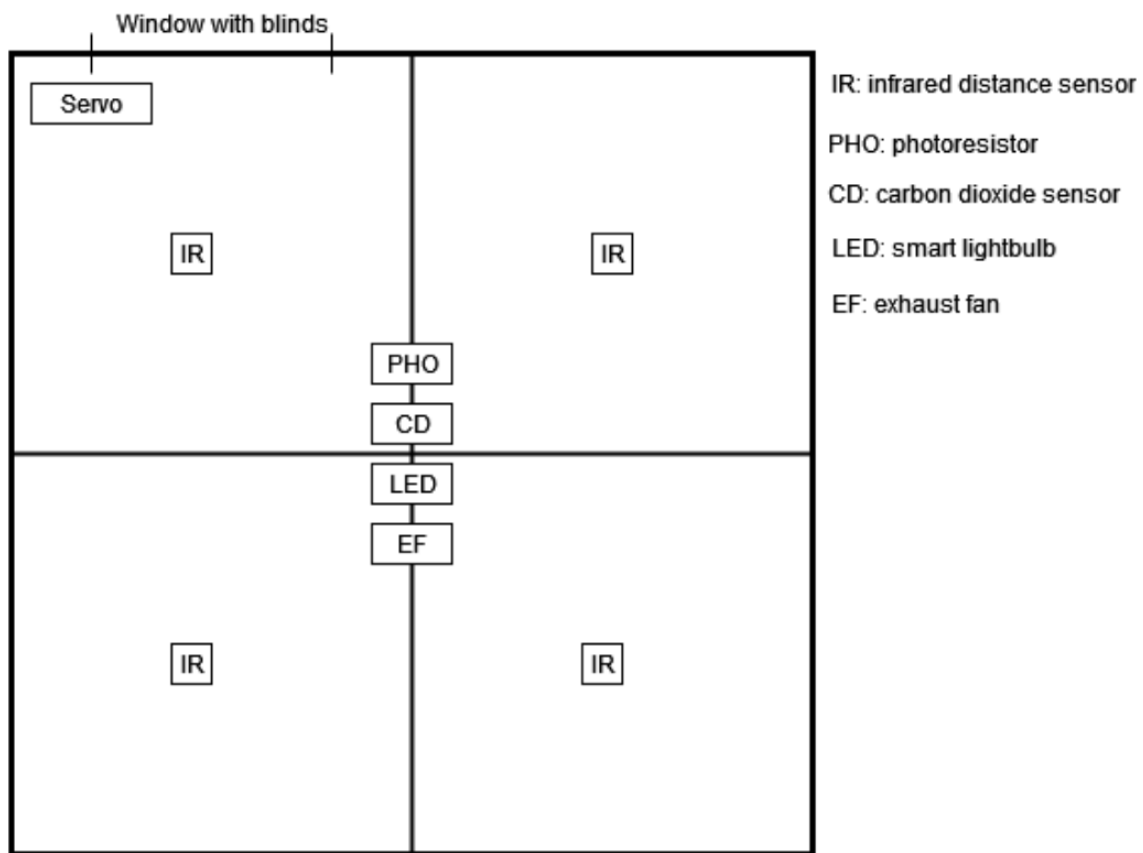 Window with blinds
Servo
IR
IR
PHO
CD
LED
EF
IR
IR
IR: infrared distance sensor
PHO: photoresistor
CD: carbon dioxide sensor
LED: smart lightbulb
EF: exhaust fan